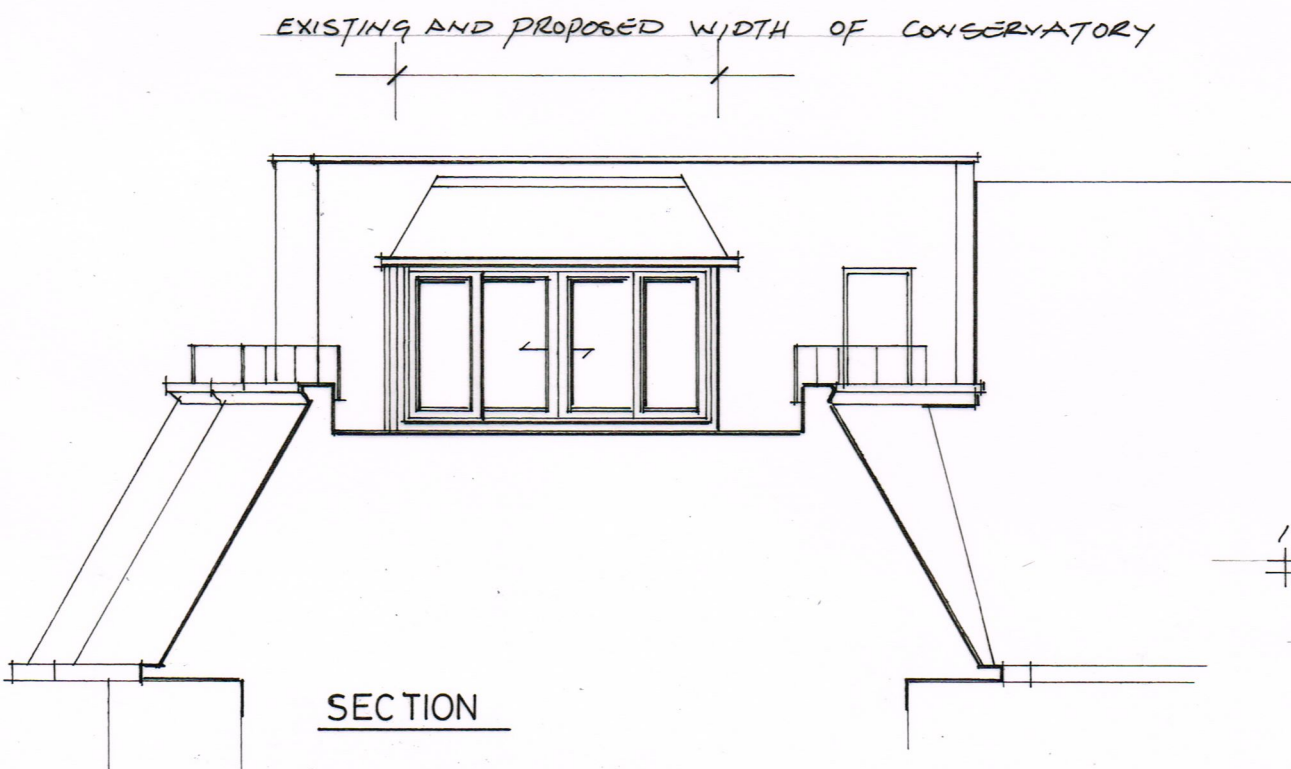 EXISTING AND PROPOSED WIDTH OF CONSERVATORY
SECTION